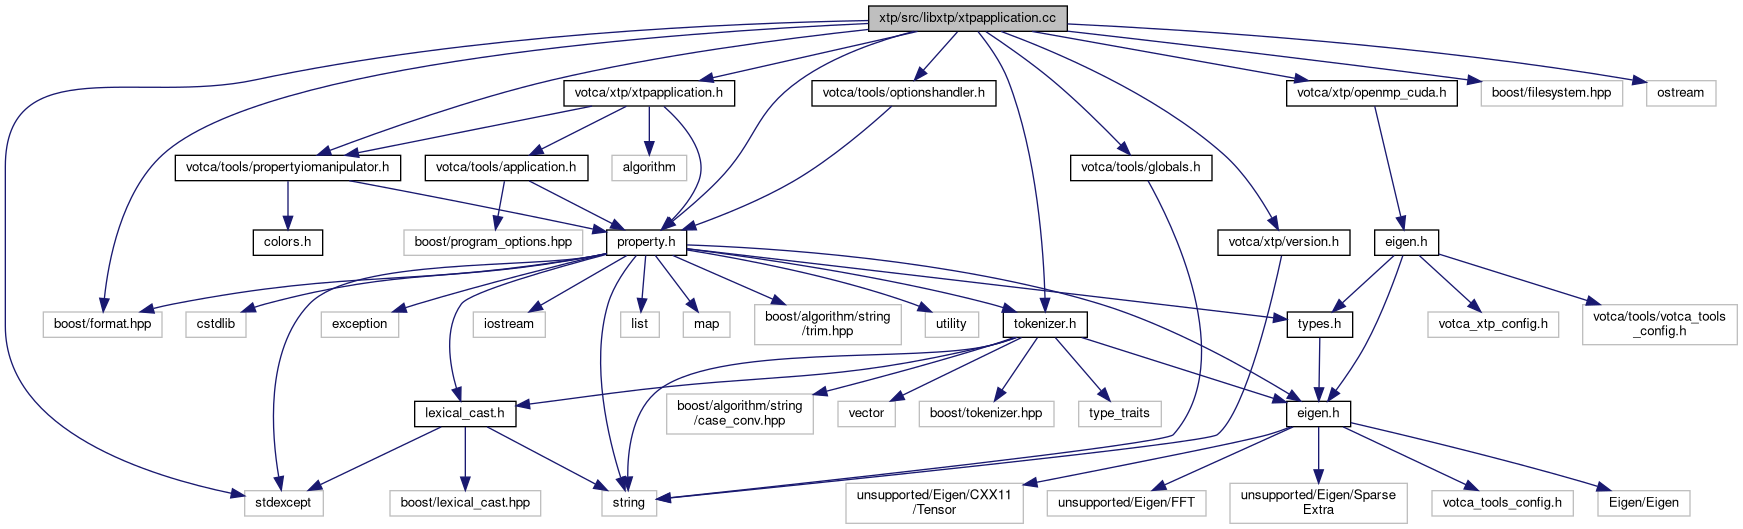 xtp/src/libxtp/xtpapplication.cc
votca/xtp/xtpapplication.h
votca/tools/optionshandler.h
votca/xtp/openmp_cuda.h
boost/filesystem.hpp
ostream
votca/tools/propertyiomanipulator.h
votca/tools/application.h
algorithm
votca/tools/globals.h
colors.h
boost/program_options.hpp
property.h
votca/xtp/version.h
eigen.h
boost/format.hpp
cstdlib
exception
iostream
list
map
boost/algorithm/string
/trim.hpp
utility
tokenizer.h
types.h
votca_xtp_config.h
votca/tools/votca_tools
_config.h
lexical_cast.h
boost/algorithm/string
/case_conv.hpp
vector
boost/tokenizer.hpp
type_traits
eigen.h
stdexcept
boost/lexical_cast.hpp
string
unsupported/Eigen/CXX11
/Tensor
unsupported/Eigen/FFT
unsupported/Eigen/Sparse
Extra
votca_tools_config.h
Eigen/Eigen